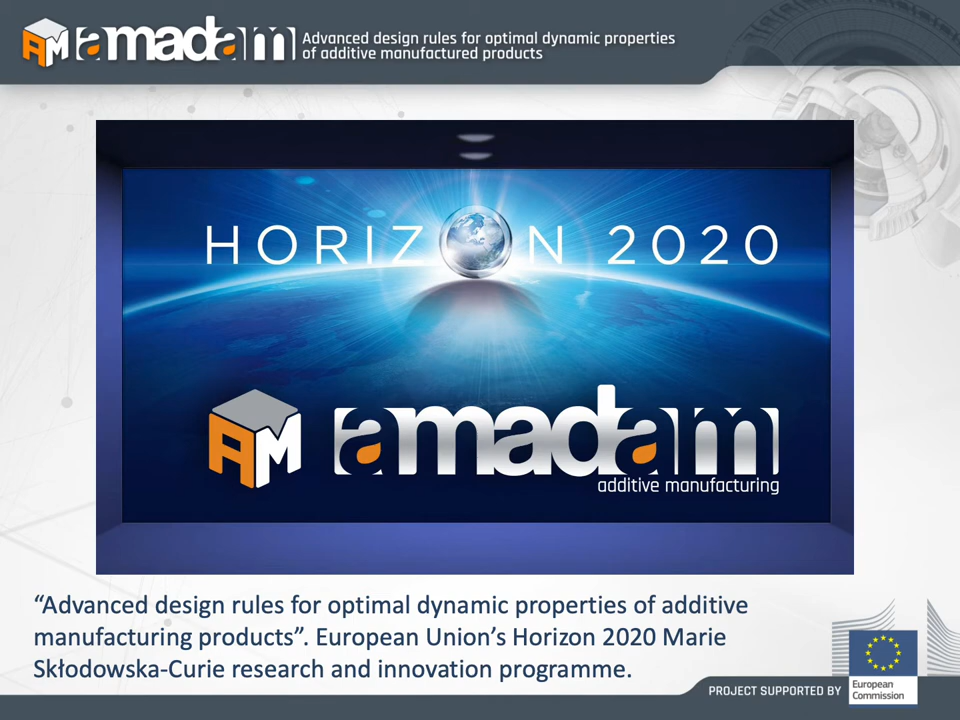 AM amadam Advanced design rules for optimal dynamic properties
of additive manufactured products
HORIZON 2020
AM amadam
additive manufacturing
“Advanced design rules for optimal dynamic properties of additive
manufacturing products”. European Union’s Horizon 2020 Marie
Skłodowska-Curie research and innovation programme.
PROJECT SUPPORTED BY
European
Commission